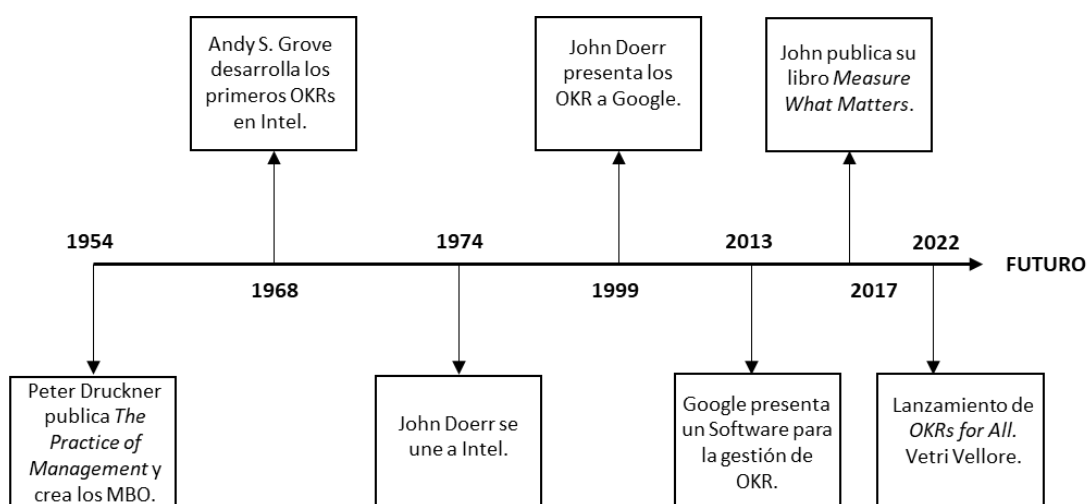 Andy S. Grove
desarrolla los
primeros OKRs
en Intel.
John Doerr
presenta los
OKR a Google.
John publica su
libro Measure
What Matters.
1954
1974
2013
2022
FUTURO
1968
1999
2017
Peter Druckner
publica The
Practice of
Management y
crea los MBO.
John Doerr se
une a Intel.
Google presenta
un Software para
la gestión de
OKR.
Lanzamiento de
OKRs for All.
Vetri Vellore.